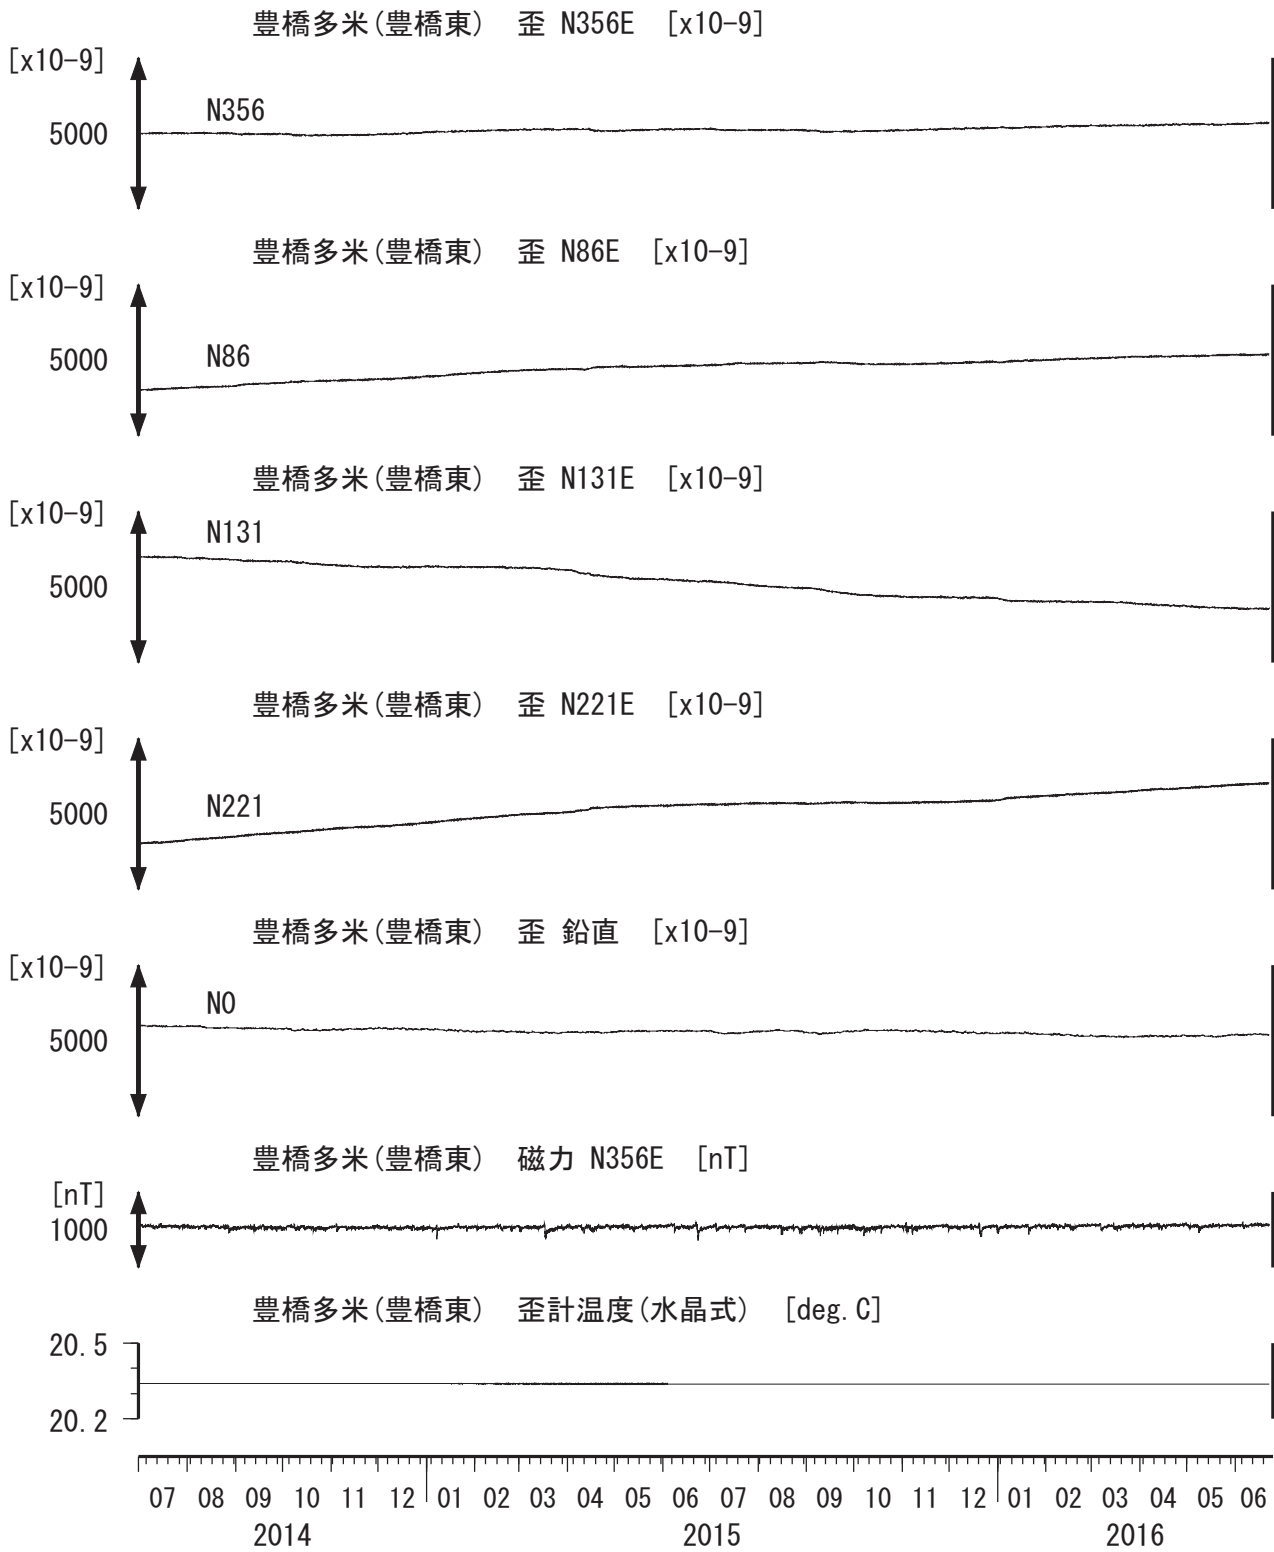 豊橋多米(豊橋東) 歪 N356E [x10-9]
[x10-9]
N356
5000
豊橋多米(豊橋東) 歪 N86E [x10-9]
[x10-9]
N86
5000
豊橋多米(豊橋東) 歪 N131E [x10-9]
[x10-9]
N131
5000
豊橋多米(豊橋東) 歪 N221E [x10-9]
[x10-9]
N221
5000
豊橋多米(豊橋東) 歪 鉛直 [x10-9]
[x10-9]
N0
5000
豊橋多米(豊橋東) 磁力 N356E [nT]
[nT]
1000
豊橋多米(豊橋東) 歪計温度(水晶式) [deg.C]
20.5
20.2
07 08 09 10 11 12 01 02 03 04 05 06 07 08 09 10 11 12 01 02 03 04 05 06
2014 2015 2016